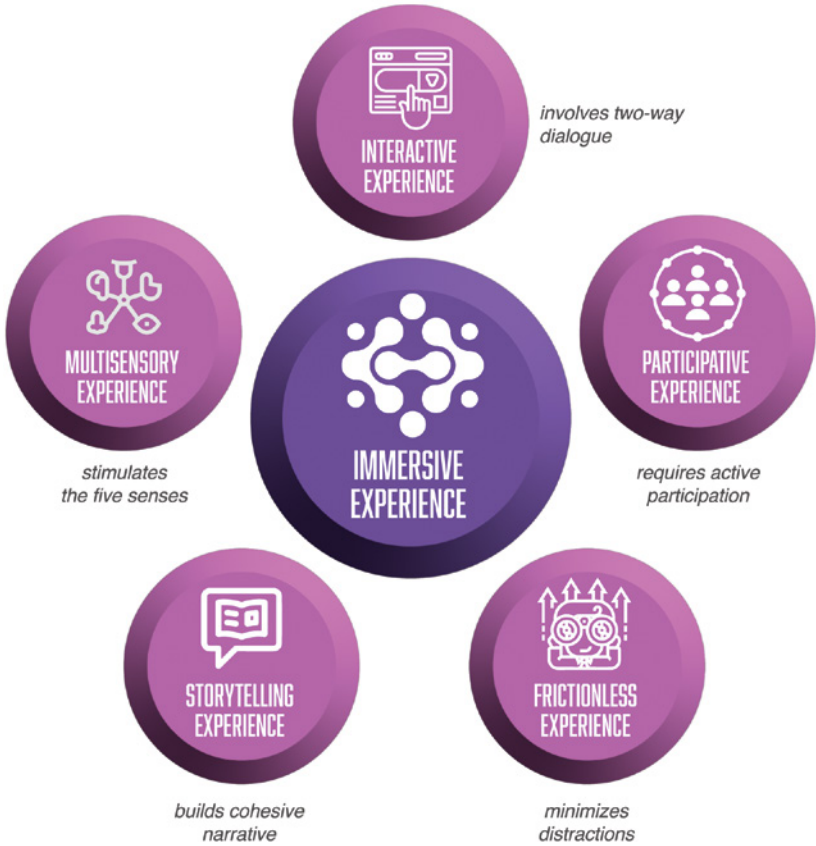 INTERACTIVE
EXPERIENCE
involves two-way
dialogue
MULTISENSORY
EXPERIENCE
stimulates
the five senses
IMMERSIVE
EXPERIENCE
PARTICIPATIVE
EXPERIENCE
requires active
participation
STORYTELLING
EXPERIENCE
builds cohesive
narrative
FRICTIONLESS
EXPERIENCE
minimizes
distractions